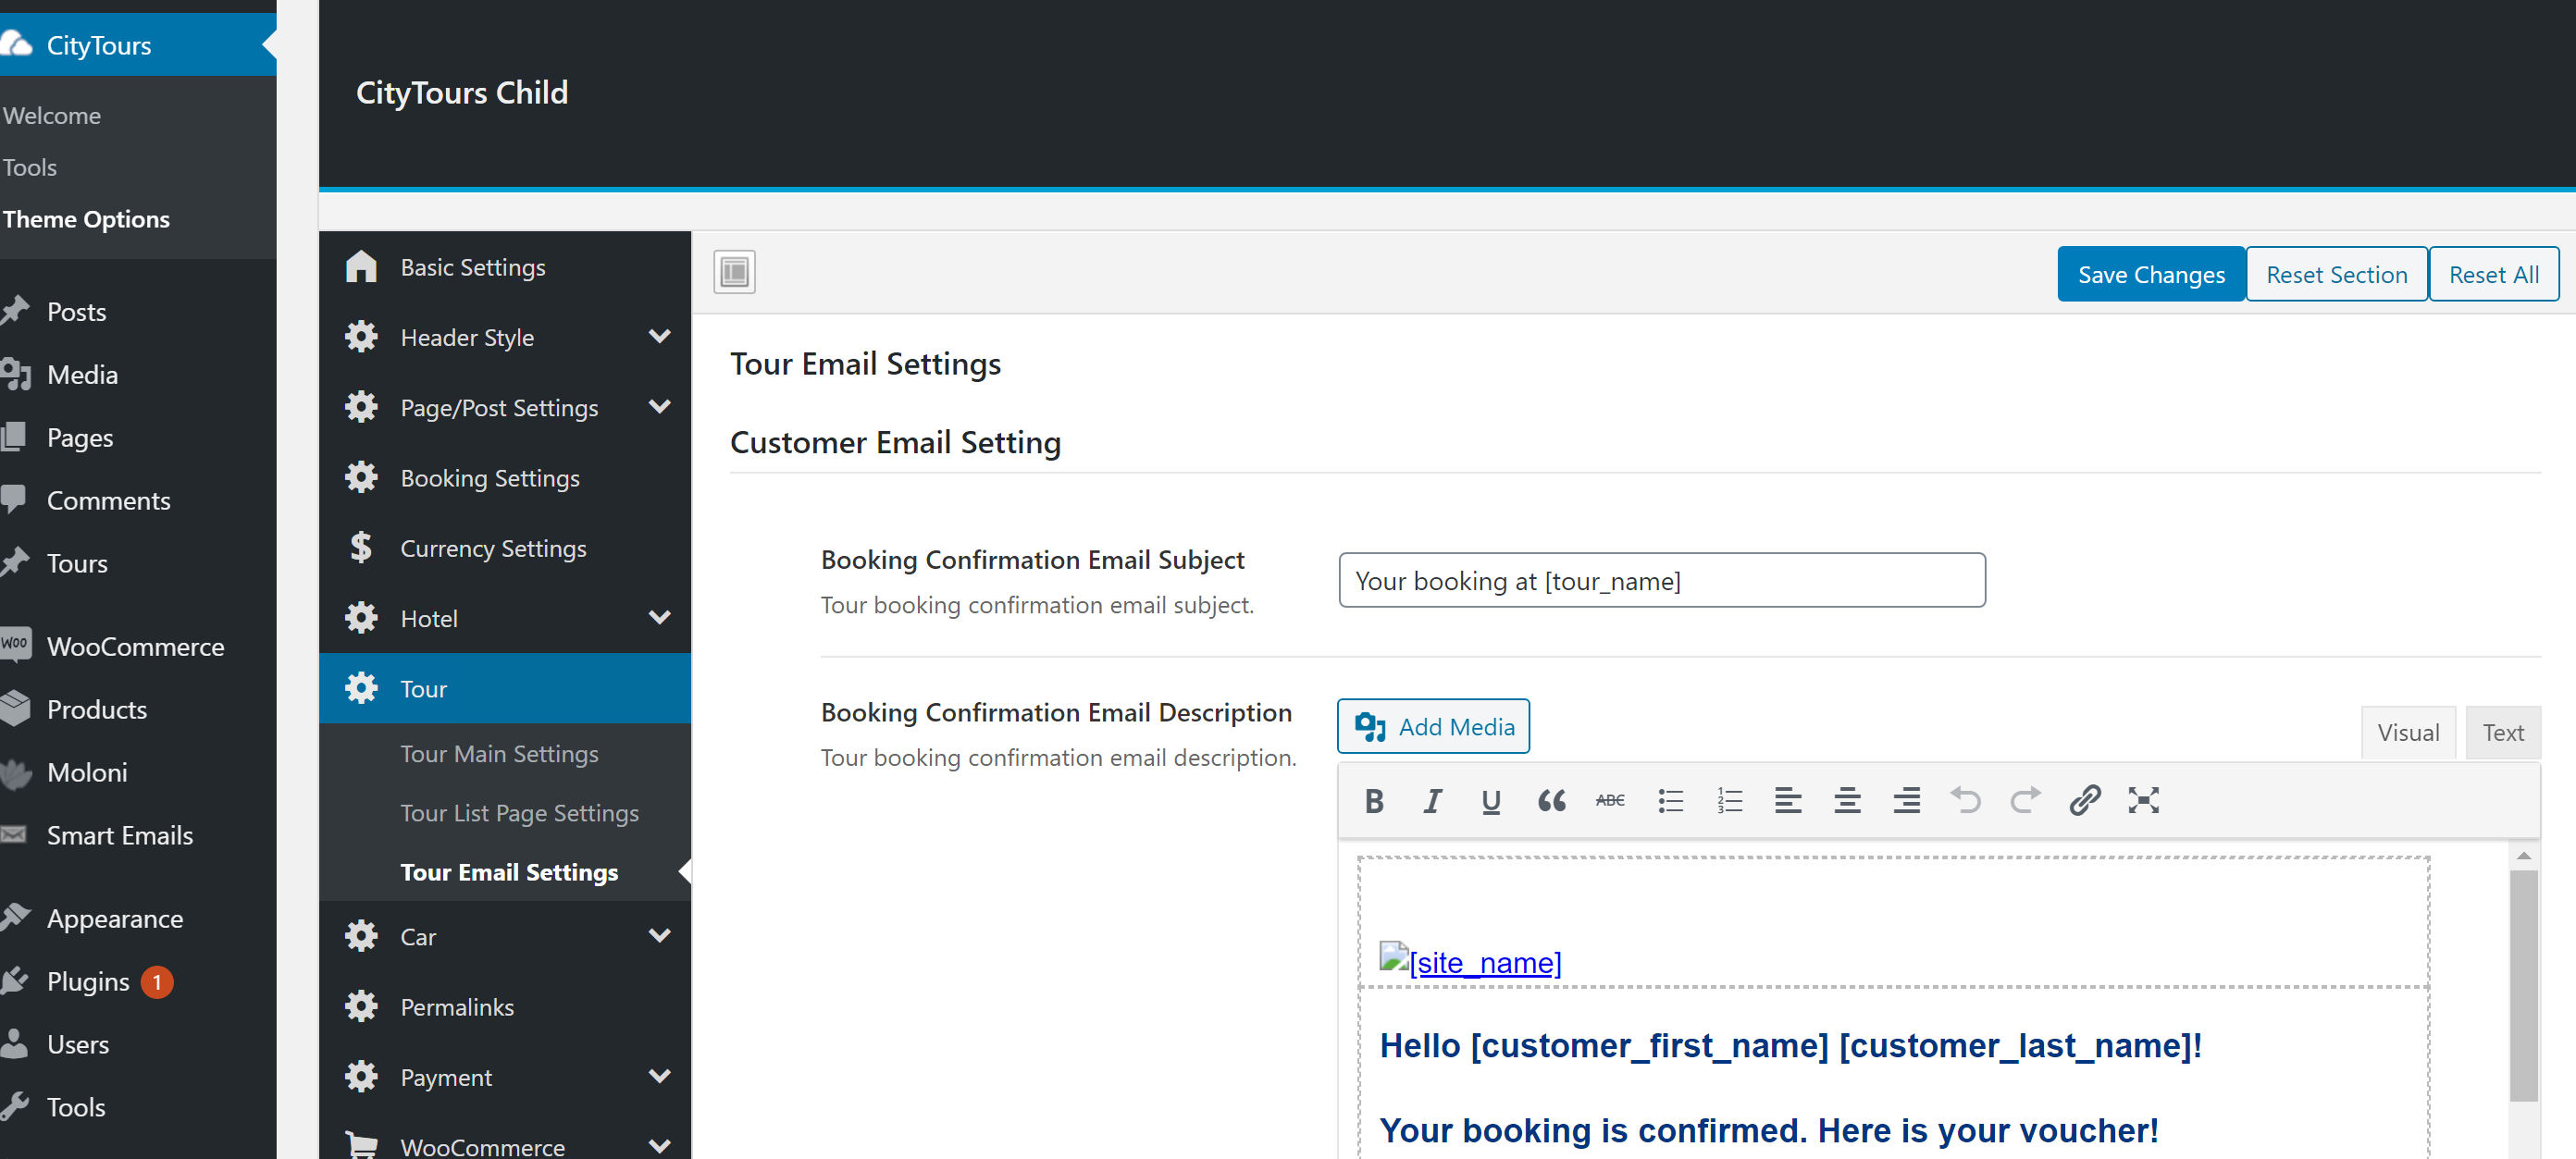 CityTours
Welcome
Tools
Theme Options
Posts
Media
Pages
Comments
Tours
Woo
WooCommerce
Products
Moloni
Smart Emails
Appearance
Plugins 1
Users
Tools
CityTours Child
Basic Settings
Header Style
Page/Post Settings
Booking Settings
$ Currency Settings
Hotel
Tour
Tour Main Settings
Tour List Page Settings
Tour Email Settings
Car
Permalinks
Payment
WooCommerce
Save Changes Reset Section Reset All
Tour Email Settings
Customer Email Setting
Booking Confirmation Email Subject
Tour booking confirmation email subject.
Your booking at [tour_name]
Booking Confirmation Email Description
Tour booking confirmation email description.
Add Media
Visual Text
B I U “ ABC
[site_name]
Hello [customer_first_name] [customer_last_name]!
Your booking is confirmed. Here is your voucher!